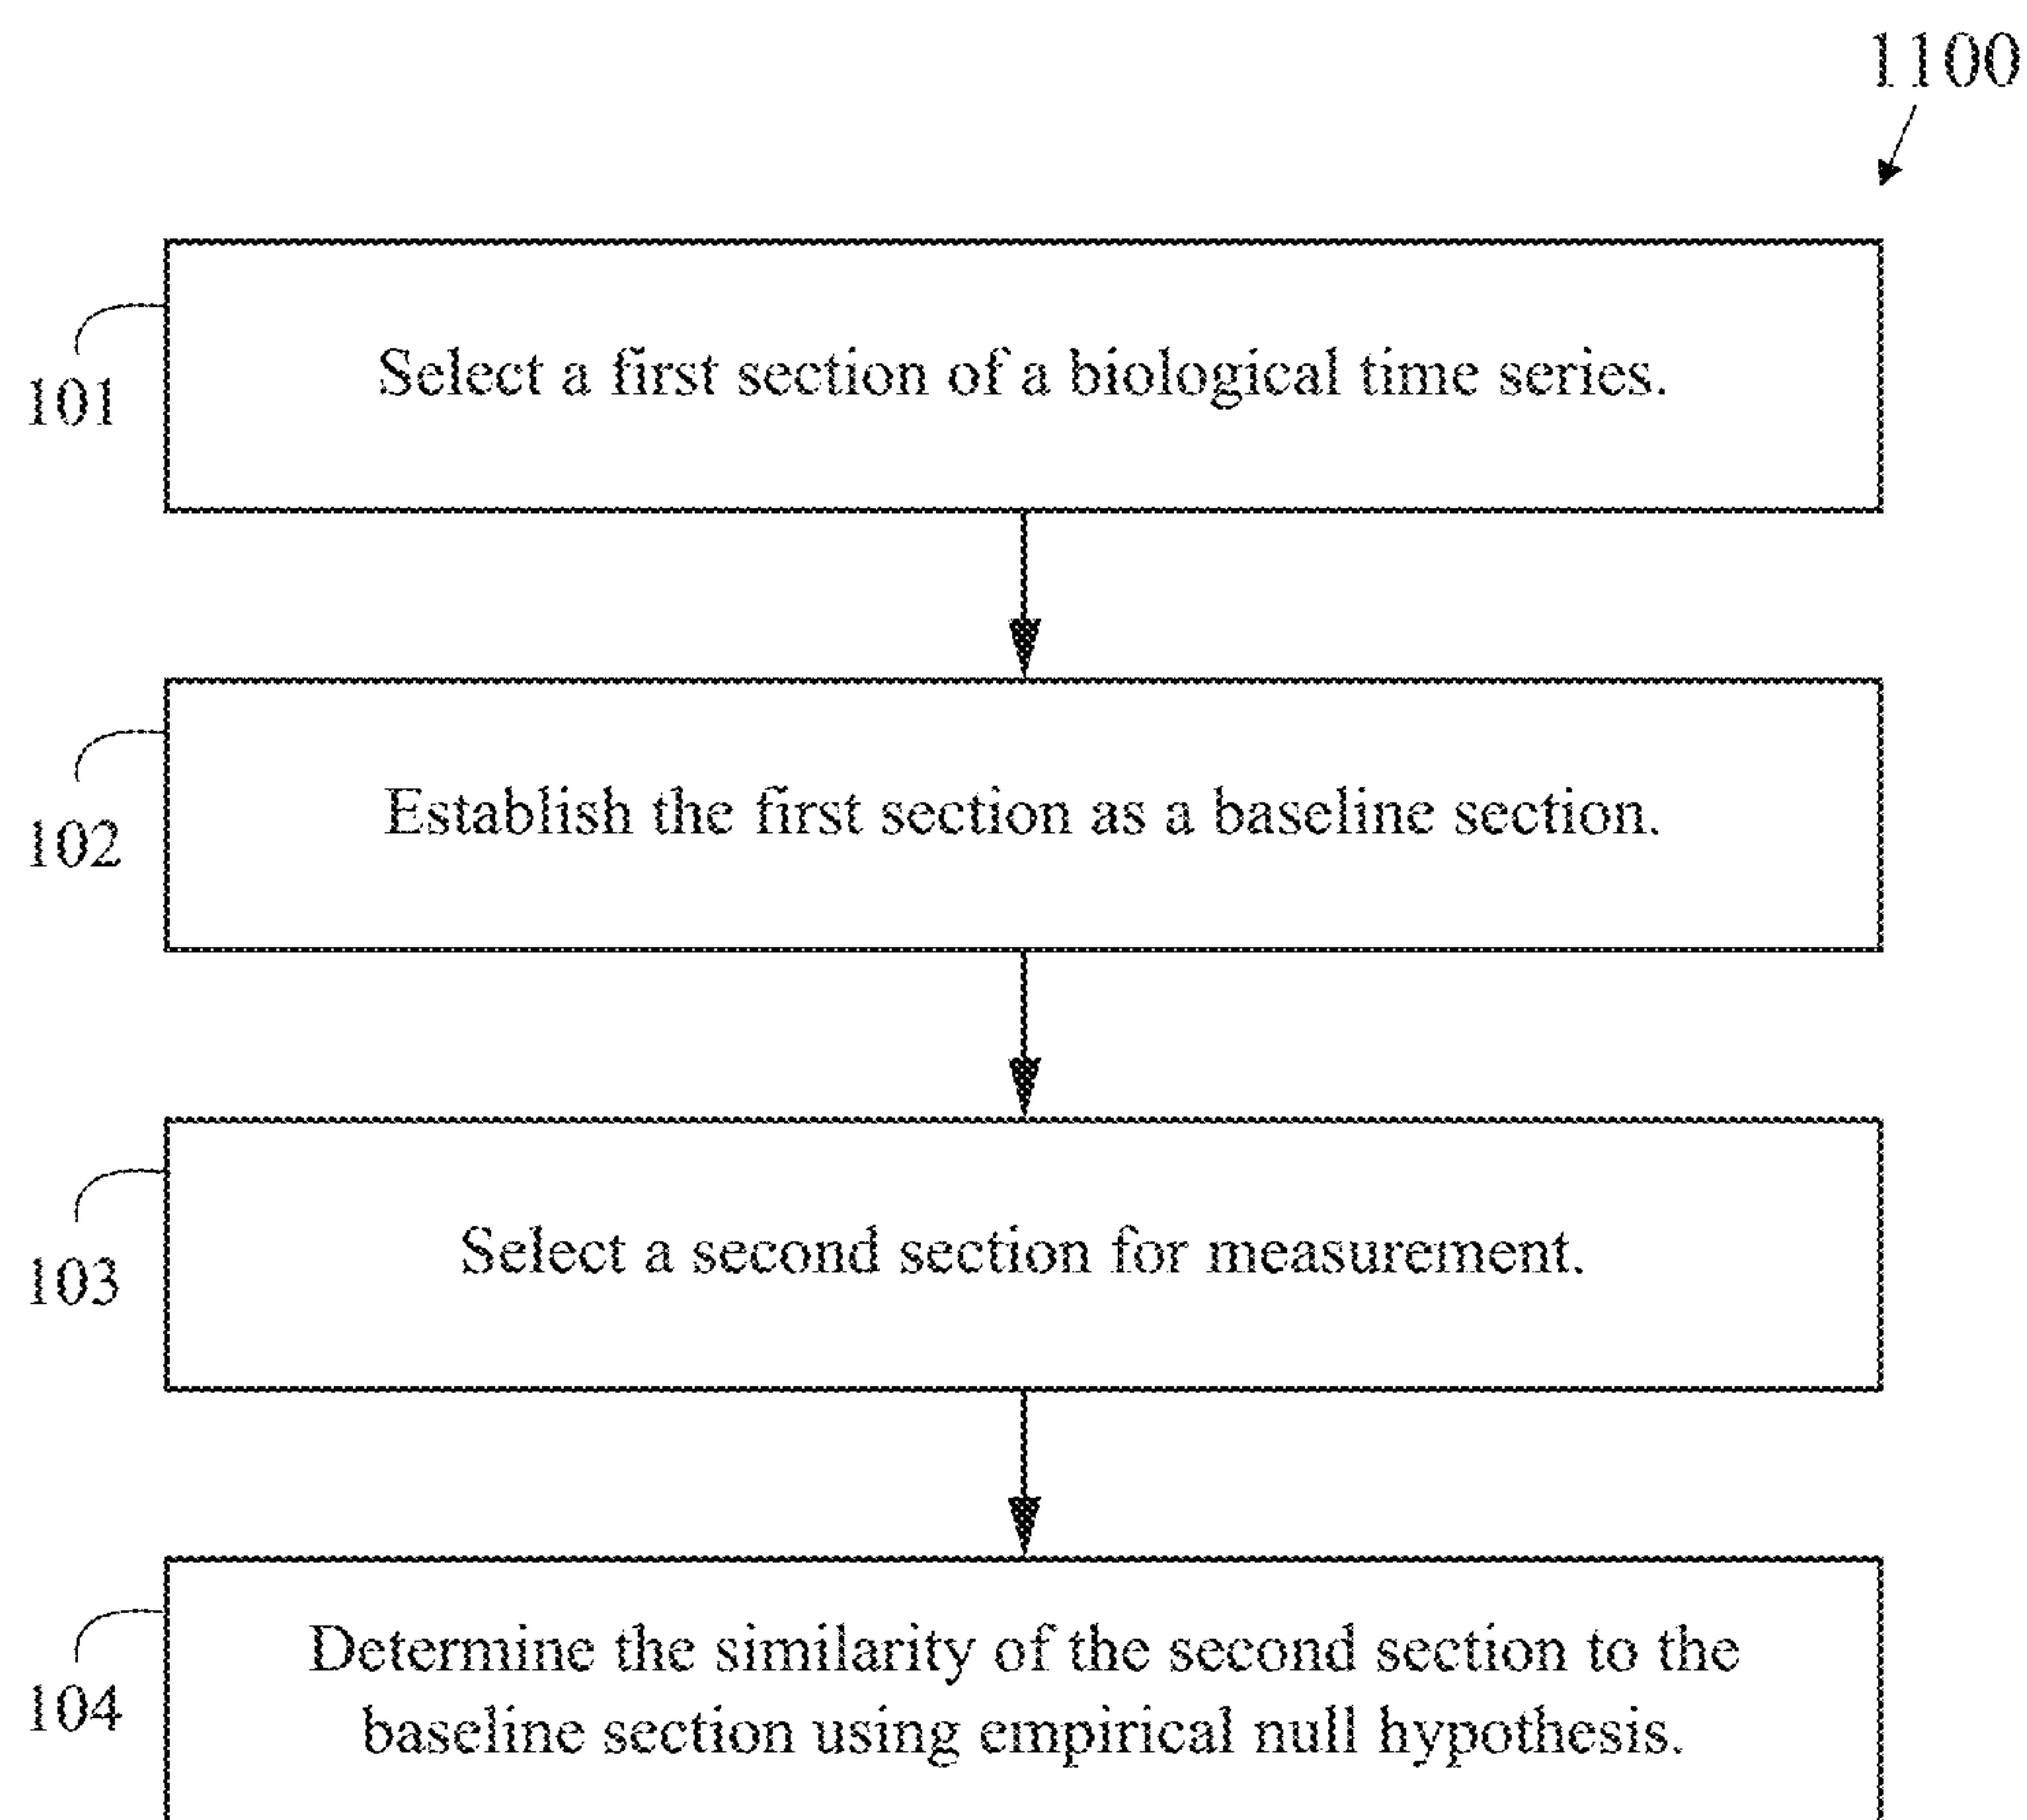 1100
101
Select a first section of a biological time series.
102
Establish the first section as a baseline section.
103
Select a second section for measurement.
104
Determine the similarity of the second section to the
baseline section using empirical null hypothesis.